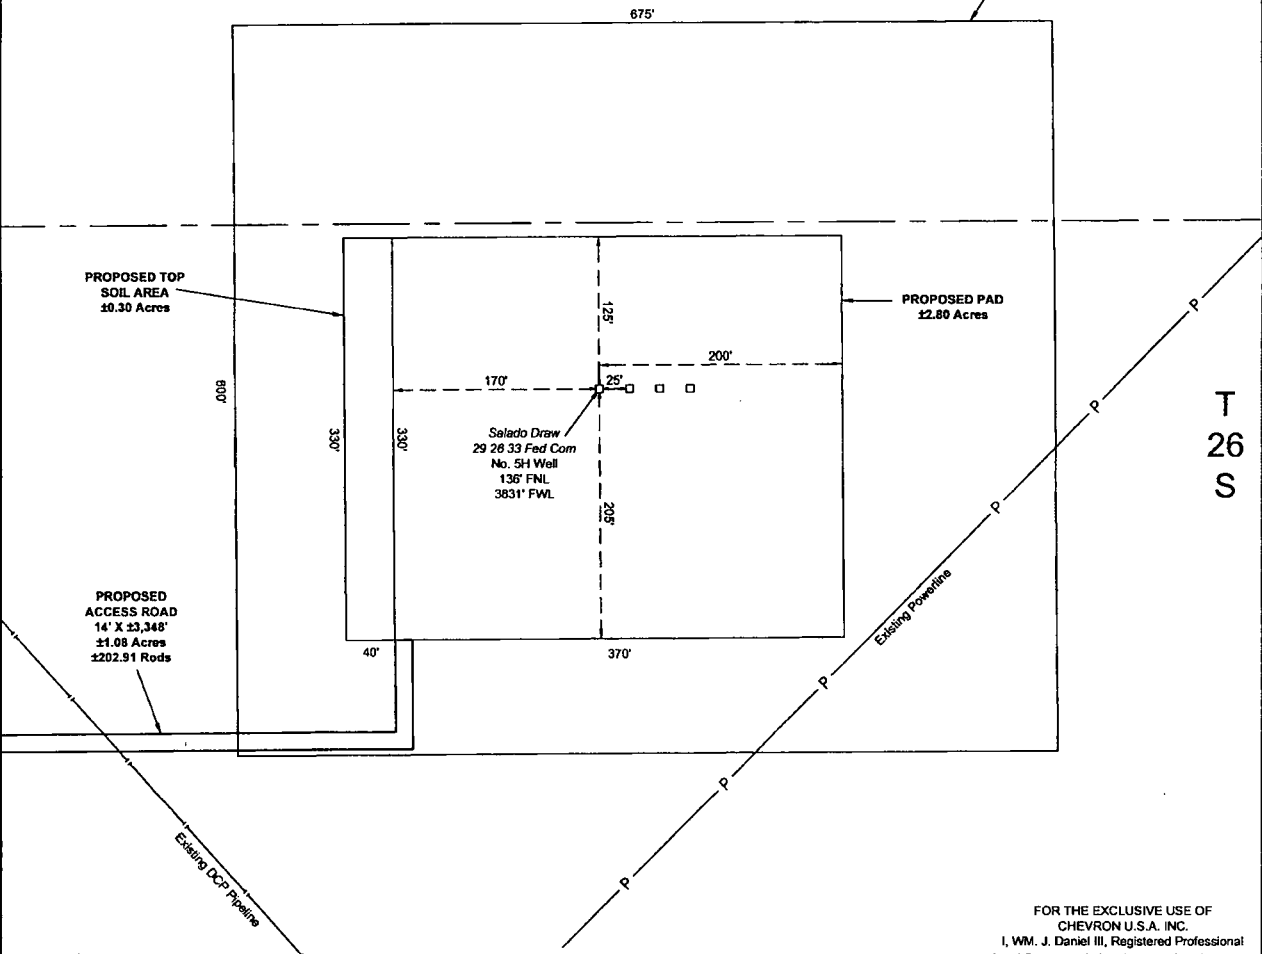 675'
PROPOSED TOP
SOIL AREA
±0.30 Acres
PROPOSED PAD
±2.80 Acres
125'
200'
170'
25'
600'
330'
330'
Salado Draw
29 26 33 Fed Com
No. 5H Well
136' FNL
3831' FWL
205'
T
26
S
P
P
P
Existing Powerline
P
P
P
PROPOSED
ACCESS ROAD
14' X ±3,348'
±1.08 Acres
±202.91 Rods
40'
370'
Existing DCP Pipeline
FOR THE EXCLUSIVE USE OF
CHEVRON U.S.A. INC.
I, WM. J. Daniel III, Registered Professional